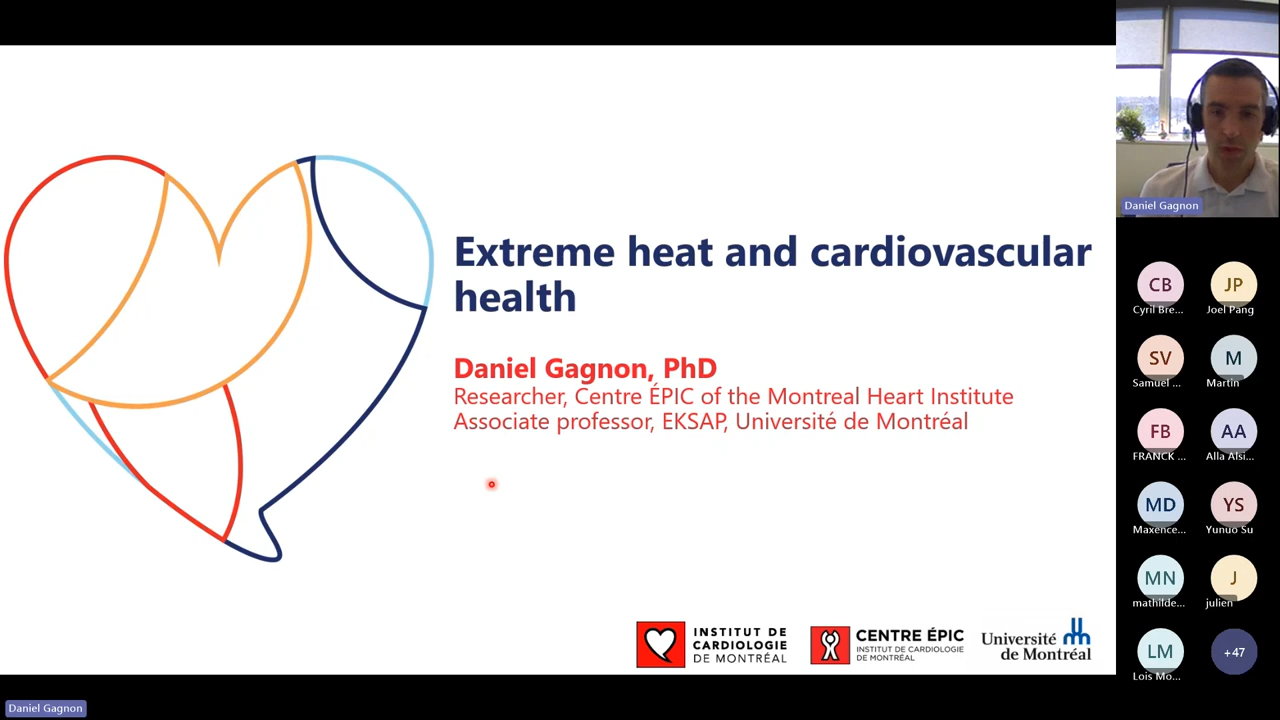 Extreme heat and cardiovascular
health
Daniel Gagnon, PhD
Researcher, Centre ÉPIC of the Montreal Heart Institute
Associate professor, EKSAP, Université de Montréal
INSTITUT DE
CARDIOLOGIE
DE MONTRÉAL
CENTRE ÉPIC
INSTITUT DE CARDIOLOGIE
DE MONTRÉAL
Université
de Montréal
Daniel Gagnon
Daniel Gagnon
CB
Cyril Bre...
JP
Joel Pang
SV
Samuel ...
M
Martin
FB
FRANCK ...
AA
Alla Alsi...
MD
Maxence...
YS
Yunuo Su
MN
mathilde...
J
julien
LM
Lois Mo...
+47